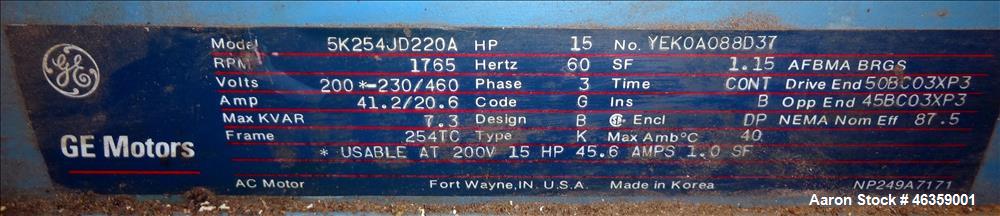 Model 5K254JD220A HP 15 No. YEK0A088D37
RPM 1765 Hertz 60 SF 1.15 AFBMA BRGS
Volts 200*-230/460 Phase 3 Time CONT Drive End 50BC03XP3
Amp 41.2/20.6 Code G Ins B Opp End 45BC03XP3
Max KVAR 7.3 Design B Encl DP NEMA Nom Eff 87.5
Frame 254TC Type K Max Amb°C 40
GE Motors
* USABLE AT 200V 15 HP 45.6 AMPS 1.0 SF
AC Motor Fort Wayne, IN. U.S.A. Made in Korea NP249A7171
Aaron Stock # 46359001